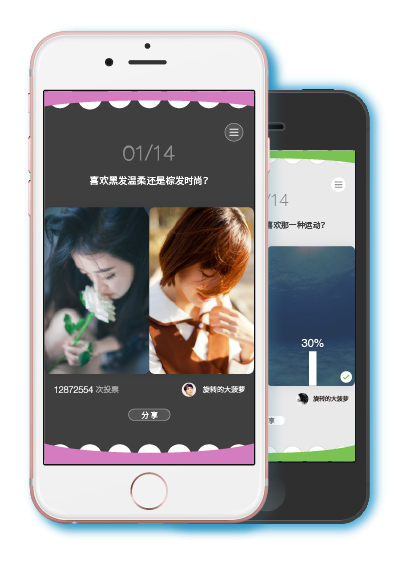 01/14
喜欢黑发温柔还是棕发时尚?
12872554 次投票
旋转的大菠萝
分享
/14
喜欢那一种运动?
30%
旋转的大菠萝
享